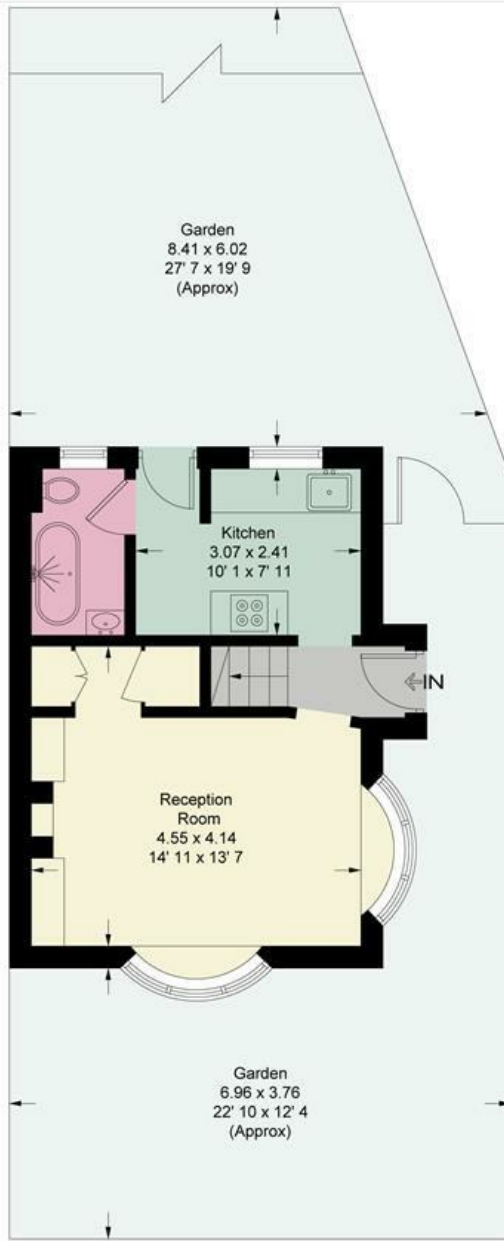 Garden
8.41 x 6.02
27' 7 x 19' 9
(Approx)
Kitchen
3.07 x 2.41
10' 1 x 7' 11
IN
Reception
Room
4.55 x 4.14
14' 11 x 13' 7
Garden
6.96 x 3.76
22' 10 x 12' 4
(Approx)